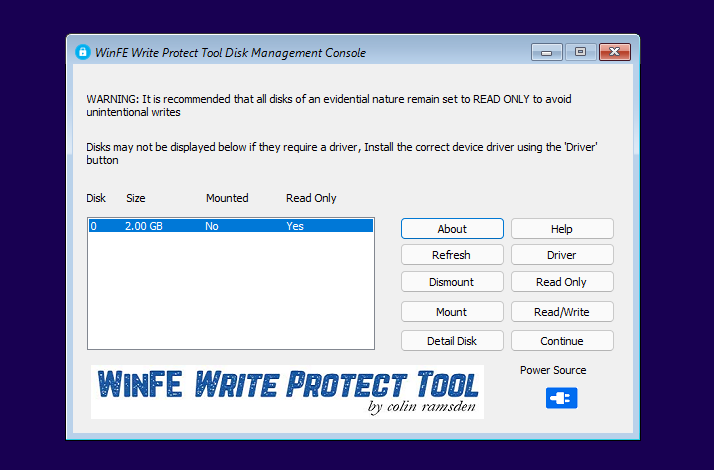 WinFE Write Protect Tool Disk Management Console
WARNING: It is recommended that all disks of an evidential nature remain set to READ ONLY to avoid
unintentional writes
Disks may not be displayed below if they require a driver, Install the correct device driver using the 'Driver'
button
Disk Size Mounted Read Only
0 2.00 GB No Yes
About Help
Refresh Driver
Dismount Read Only
Mount Read/Write
Detail Disk Continue
Power Source
WinFE Write Protect Tool
by colin ramsden